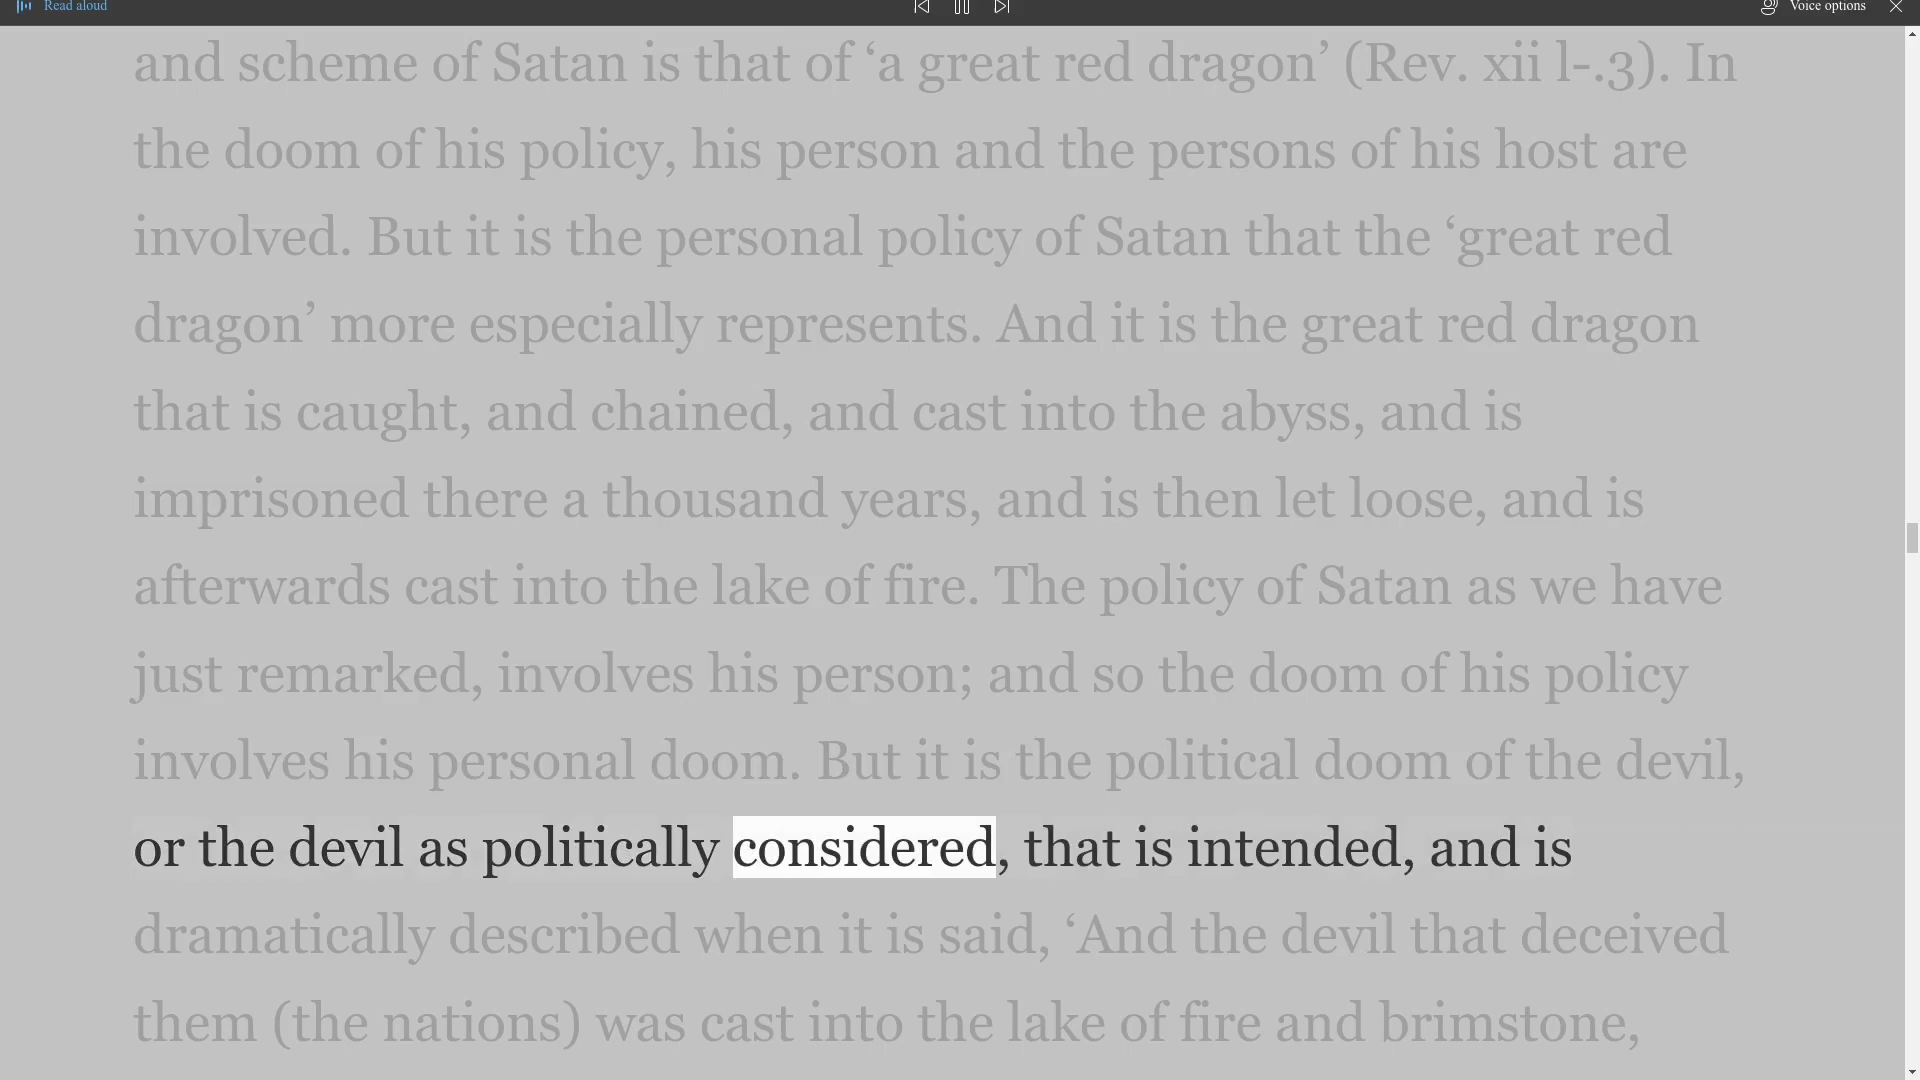 Read aloud
Voice options
and scheme of Satan is that of ‘a great red dragon’ (Rev. xii l-.3). In
the doom of his policy, his person and the persons of his host are
involved. But it is the personal policy of Satan that the ‘great red
dragon’ more especially represents. And it is the great red dragon
that is caught, and chained, and cast into the abyss, and is
imprisoned there a thousand years, and is then let loose, and is
afterwards cast into the lake of fire. The policy of Satan as we have
just remarked, involves his person; and so the doom of his policy
involves his personal doom. But it is the political doom of the devil,
or the devil as politically considered, that is intended, and is
dramatically described when it is said, ‘And the devil that deceived
them (the nations) was cast into the lake of fire and brimstone,